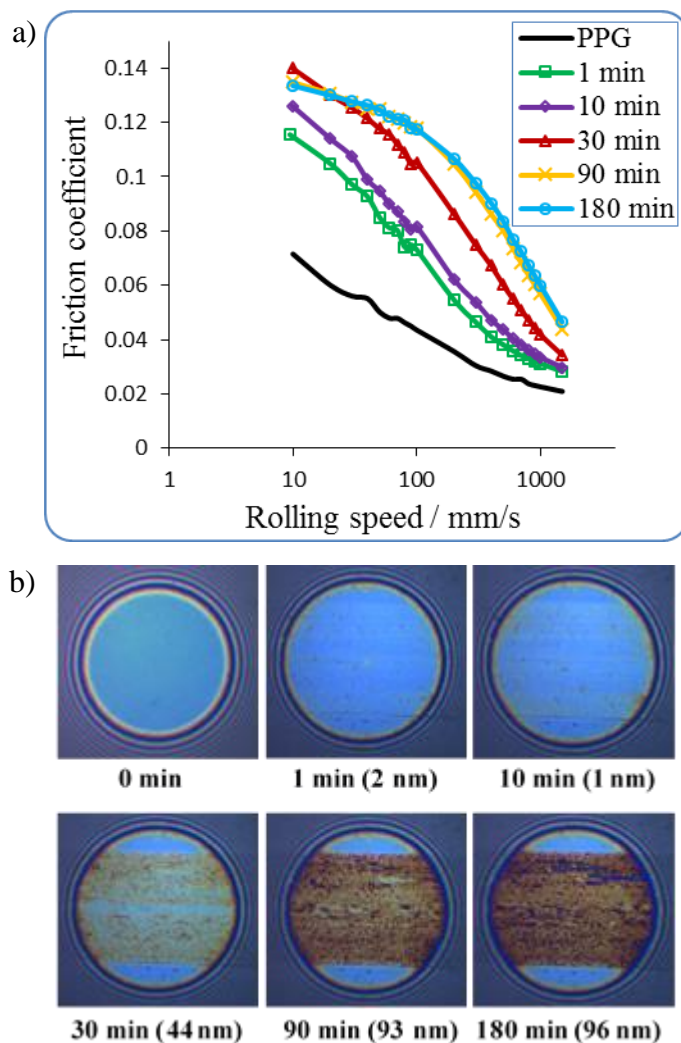 a)
Friction coefficient
0.14
0.12
0.1
0.08
0.06
0.04
0.02
0
1
10
100
1000
Rolling speed / mm/s
PPG
1 min
10 min
30 min
90 min
180 min
b)
0 min
1 min (2 nm)
10 min (1 nm)
30 min (44 nm)
90 min (93 nm)
180 min (96 nm)